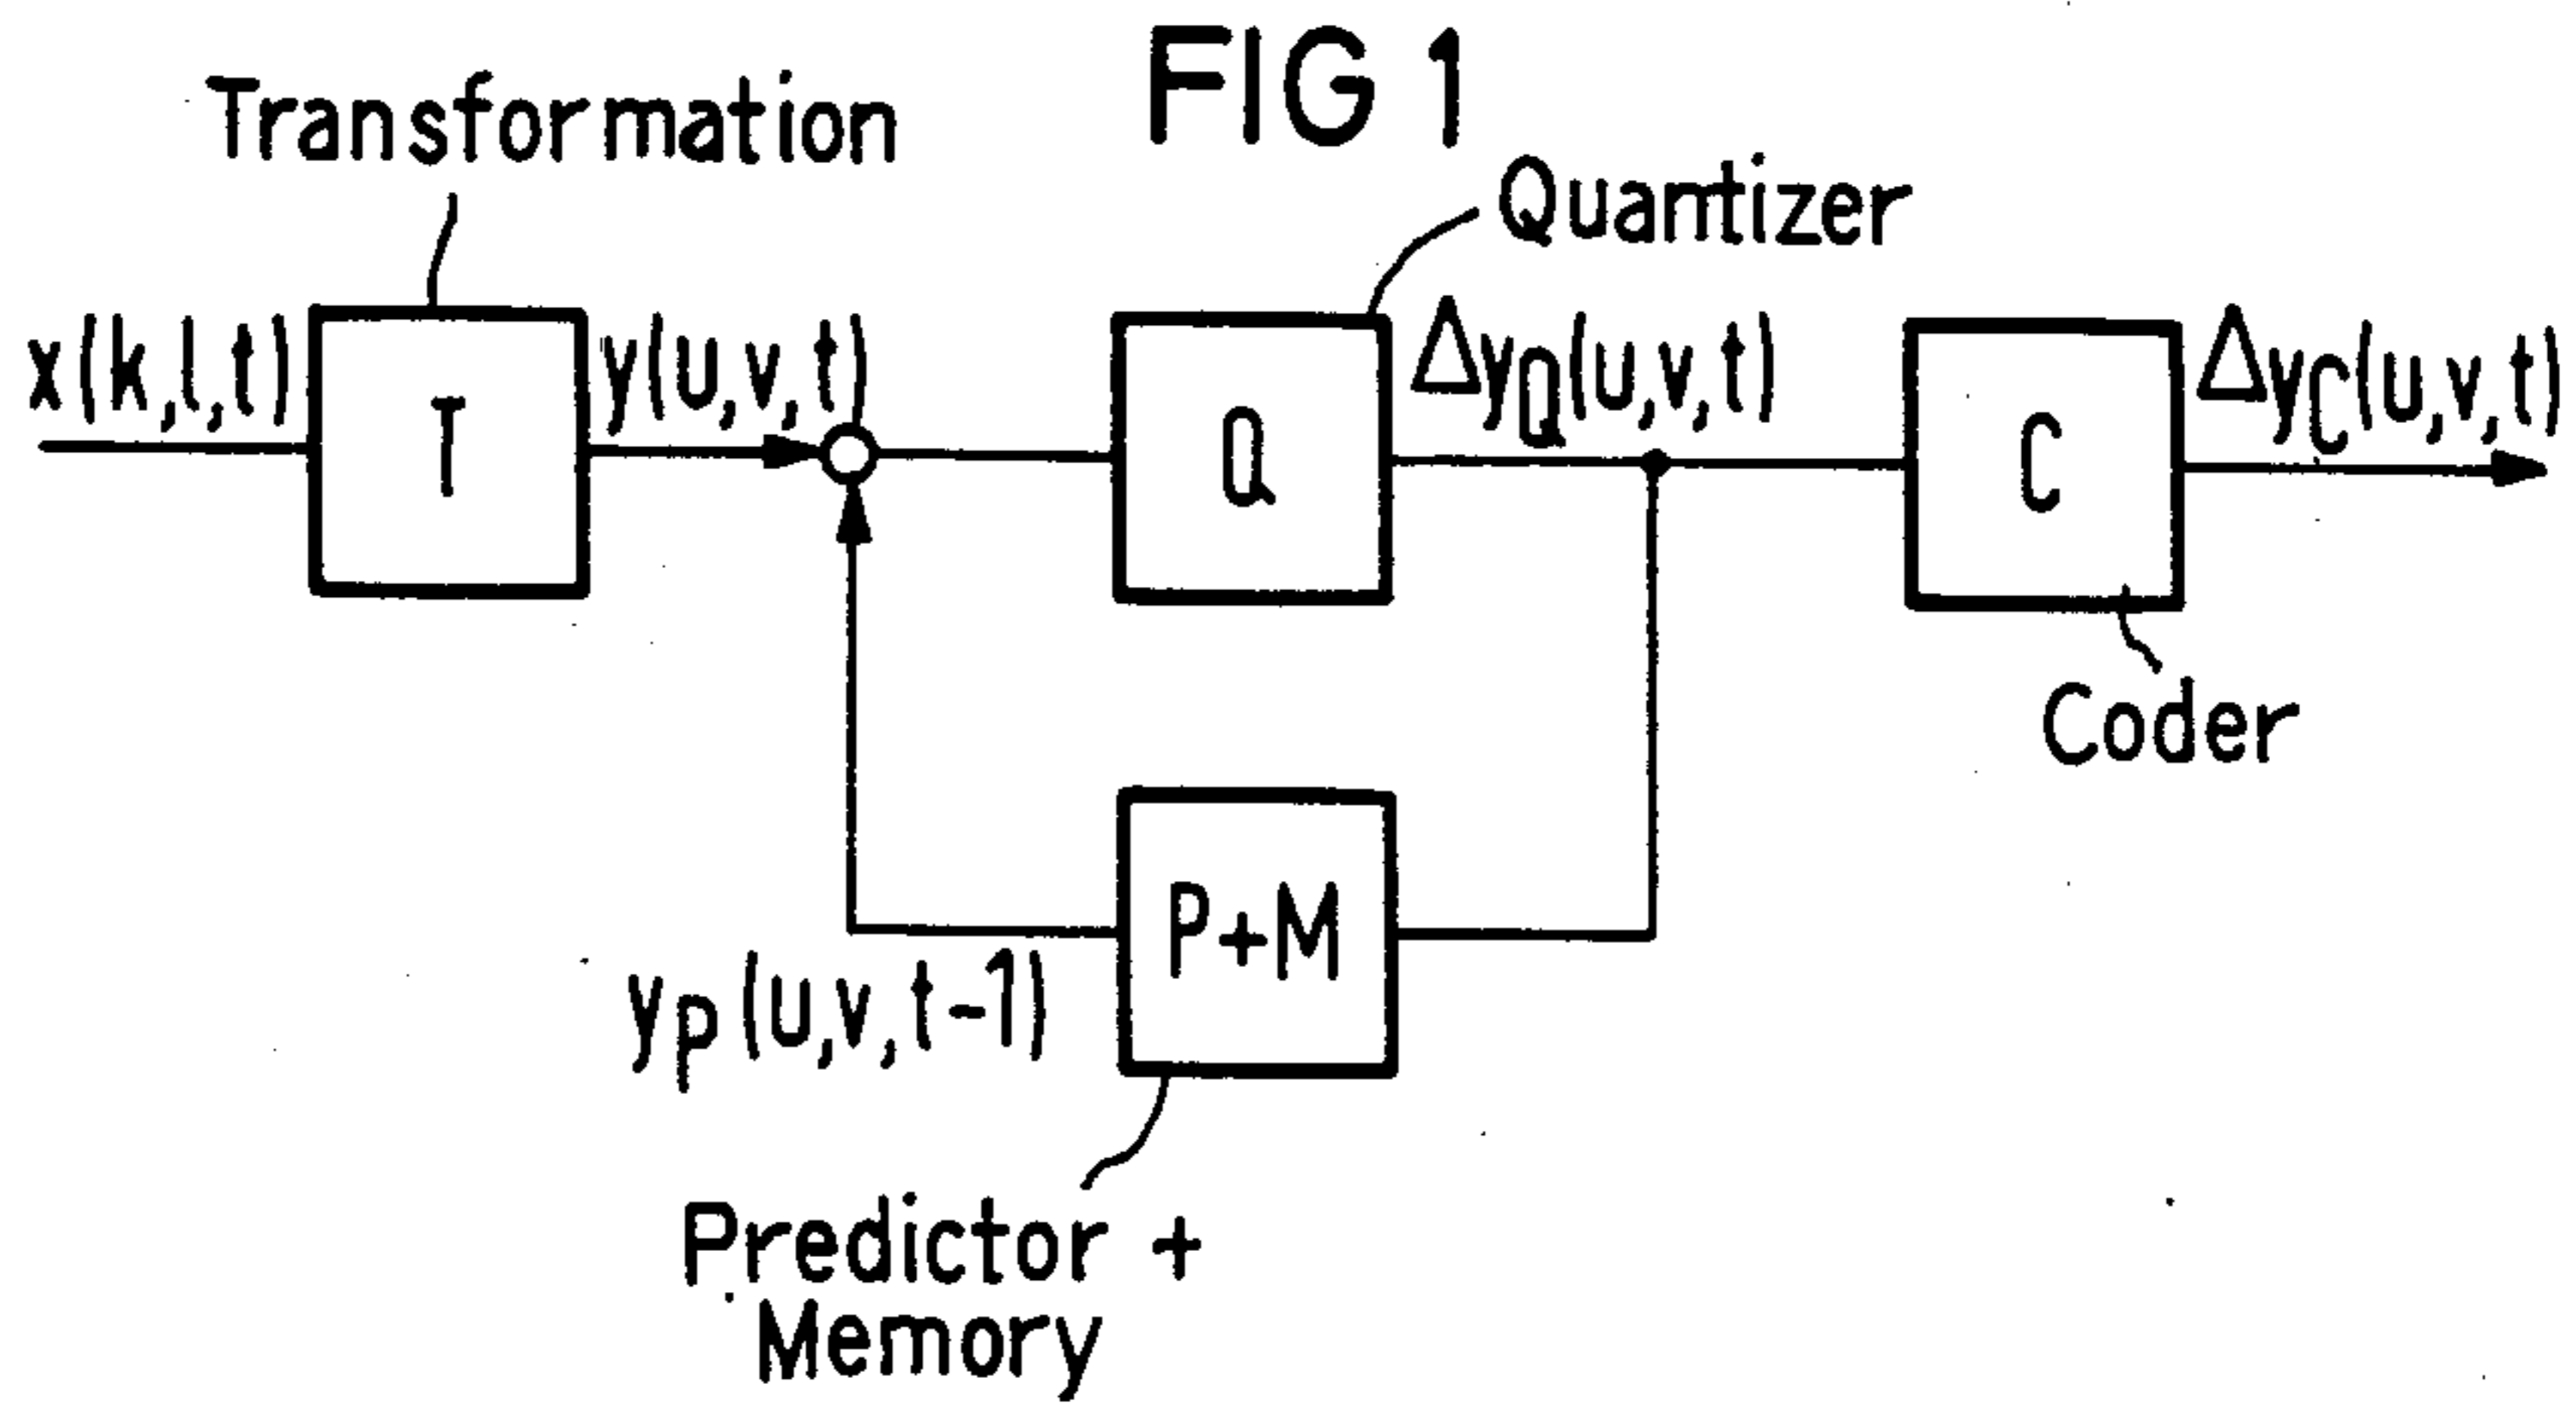 FIG 1
Transformation
Quantizer
x(k,l,t)
T
y(u,v,t)
Q
ΔyQ(u,v,t)
C
ΔyC(u,v,t)
Coder
P+M
yP(u,v,t-1)
Predictor +
Memory